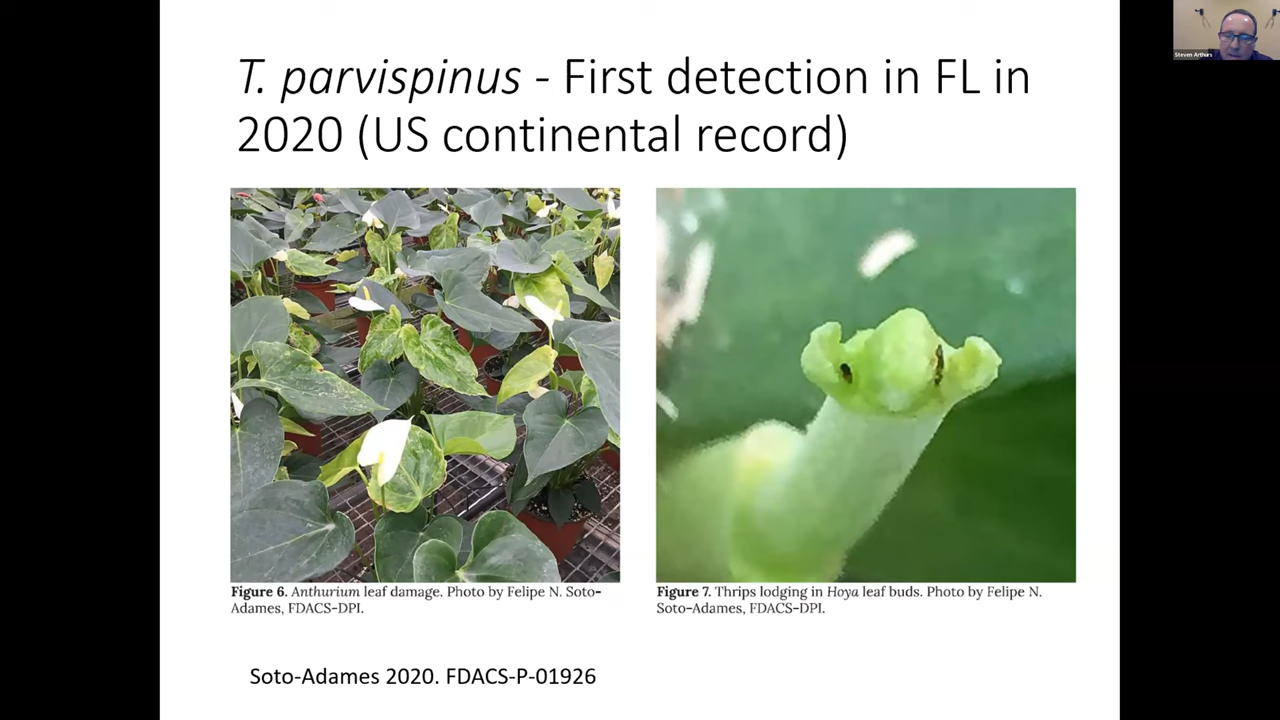 T. parvispinus - First detection in FL in
2020 (US continental record)
Steven Arthurs
Figure 6. Anthurium leaf damage. Photo by Felipe N. Soto-
Adames, FDACS-DPI.
Figure 7. Thrips lodging in Hoya leaf buds. Photo by Felipe N.
Soto-Adames, FDACS-DPI.
Soto-Adames 2020. FDACS-P-01926